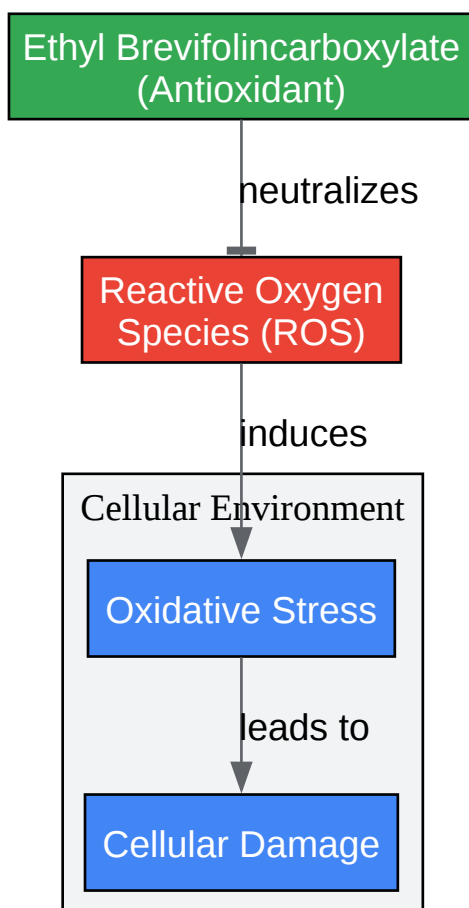 Ethyl Brevifolincarboxylate
(Antioxidant)
neutralizes
Reactive Oxygen
Species (ROS)
induces
Cellular Environment
Oxidative Stress
leads to
Cellular Damage